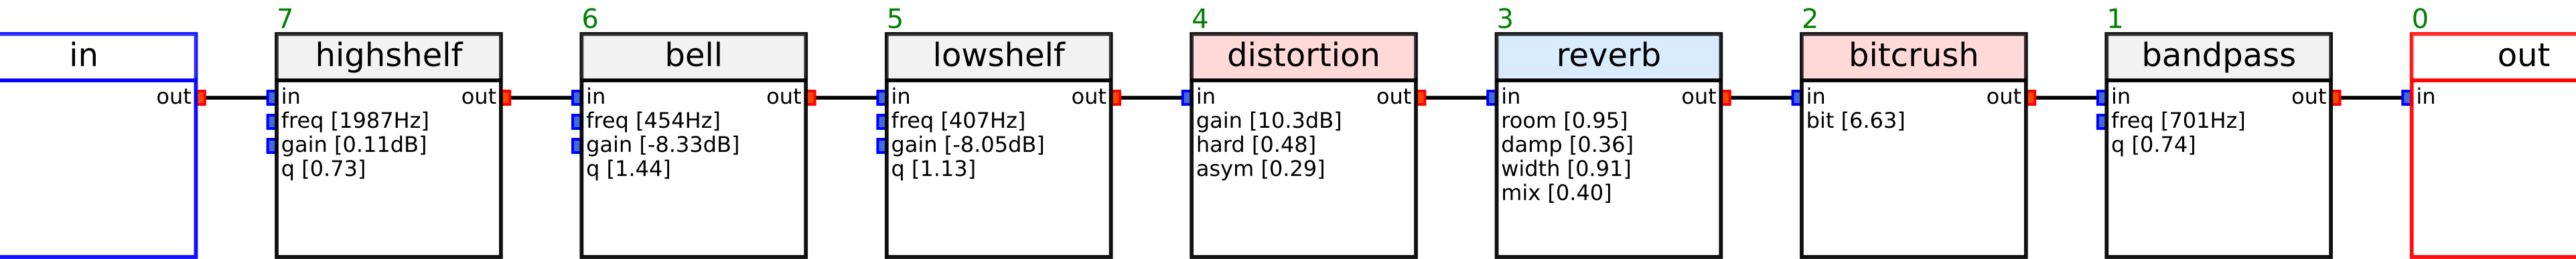 7 6 5 4 3 2 1 0
in highshelf bell lowshelf distortion reverb bitcrush bandpass out
out in out in out in out in out in out in out in out in
freq [1987Hz] freq [454Hz] freq [407Hz] gain [10.3dB] room [0.95] bit [6.63] freq [701Hz]
gain [0.11dB] gain [-8.33dB] gain [-8.05dB] hard [0.48] damp [0.36] q [0.74]
q [0.73] q [1.44] q [1.13] asym [0.29] width [0.91]
mix [0.40]